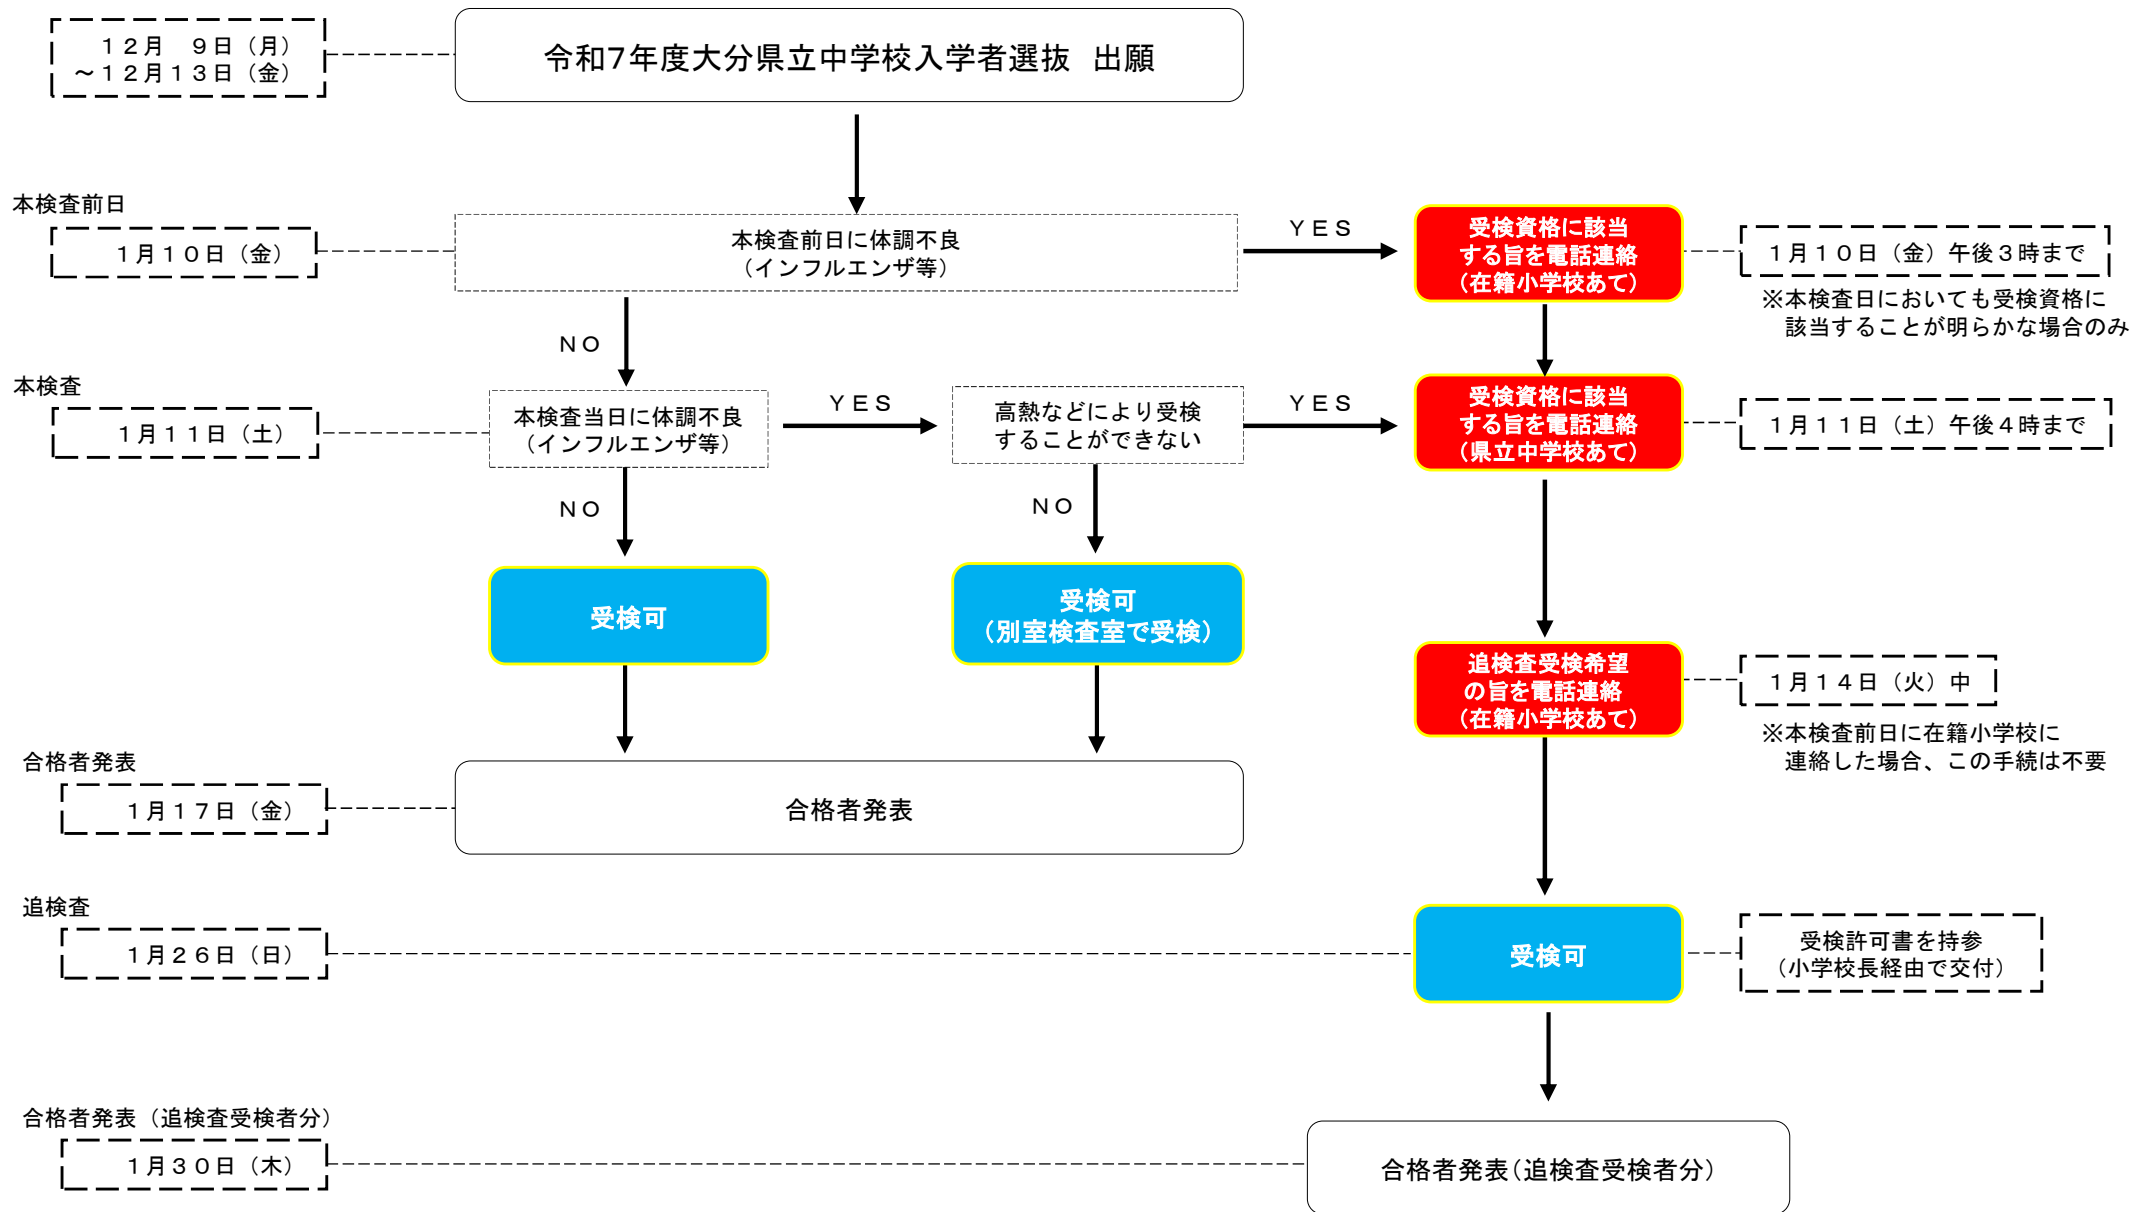 １２月　９日（月）
～１２月１３日（金）
令和7年度大分県立中学校入学者選抜　出願
本検査前日
１月１０日（金）
本検査前日に体調不良
（インフルエンザ等）
ＹＥＳ
受検資格に該当
する旨を電話連絡
（在籍小学校あて）
１月１０日（金）午後３時まで
※本検査日においても受検資格に
該当することが明らかな場合のみ
ＮＯ
本検査
１月１１日（土）
本検査当日に体調不良
（インフルエンザ等）
ＹＥＳ
高熱などにより受検
することができない
ＹＥＳ
受検資格に該当
する旨を電話連絡
（県立中学校あて）
１月１１日（土）午後４時まで
ＮＯ
ＮＯ
受検可
受検可
（別室検査室で受検）
追検査受検希望
の旨を電話連絡
（在籍小学校あて）
１月１４日（火）中
※本検査前日に在籍小学校に
連絡した場合、この手続は不要
合格者発表
１月１７日（金）
合格者発表
追検査
１月２６日（日）
受検可
受検許可書を持参
（小学校長経由で交付）
合格者発表（追検査受検者分）
１月３０日（木）
合格者発表（追検査受検者分）